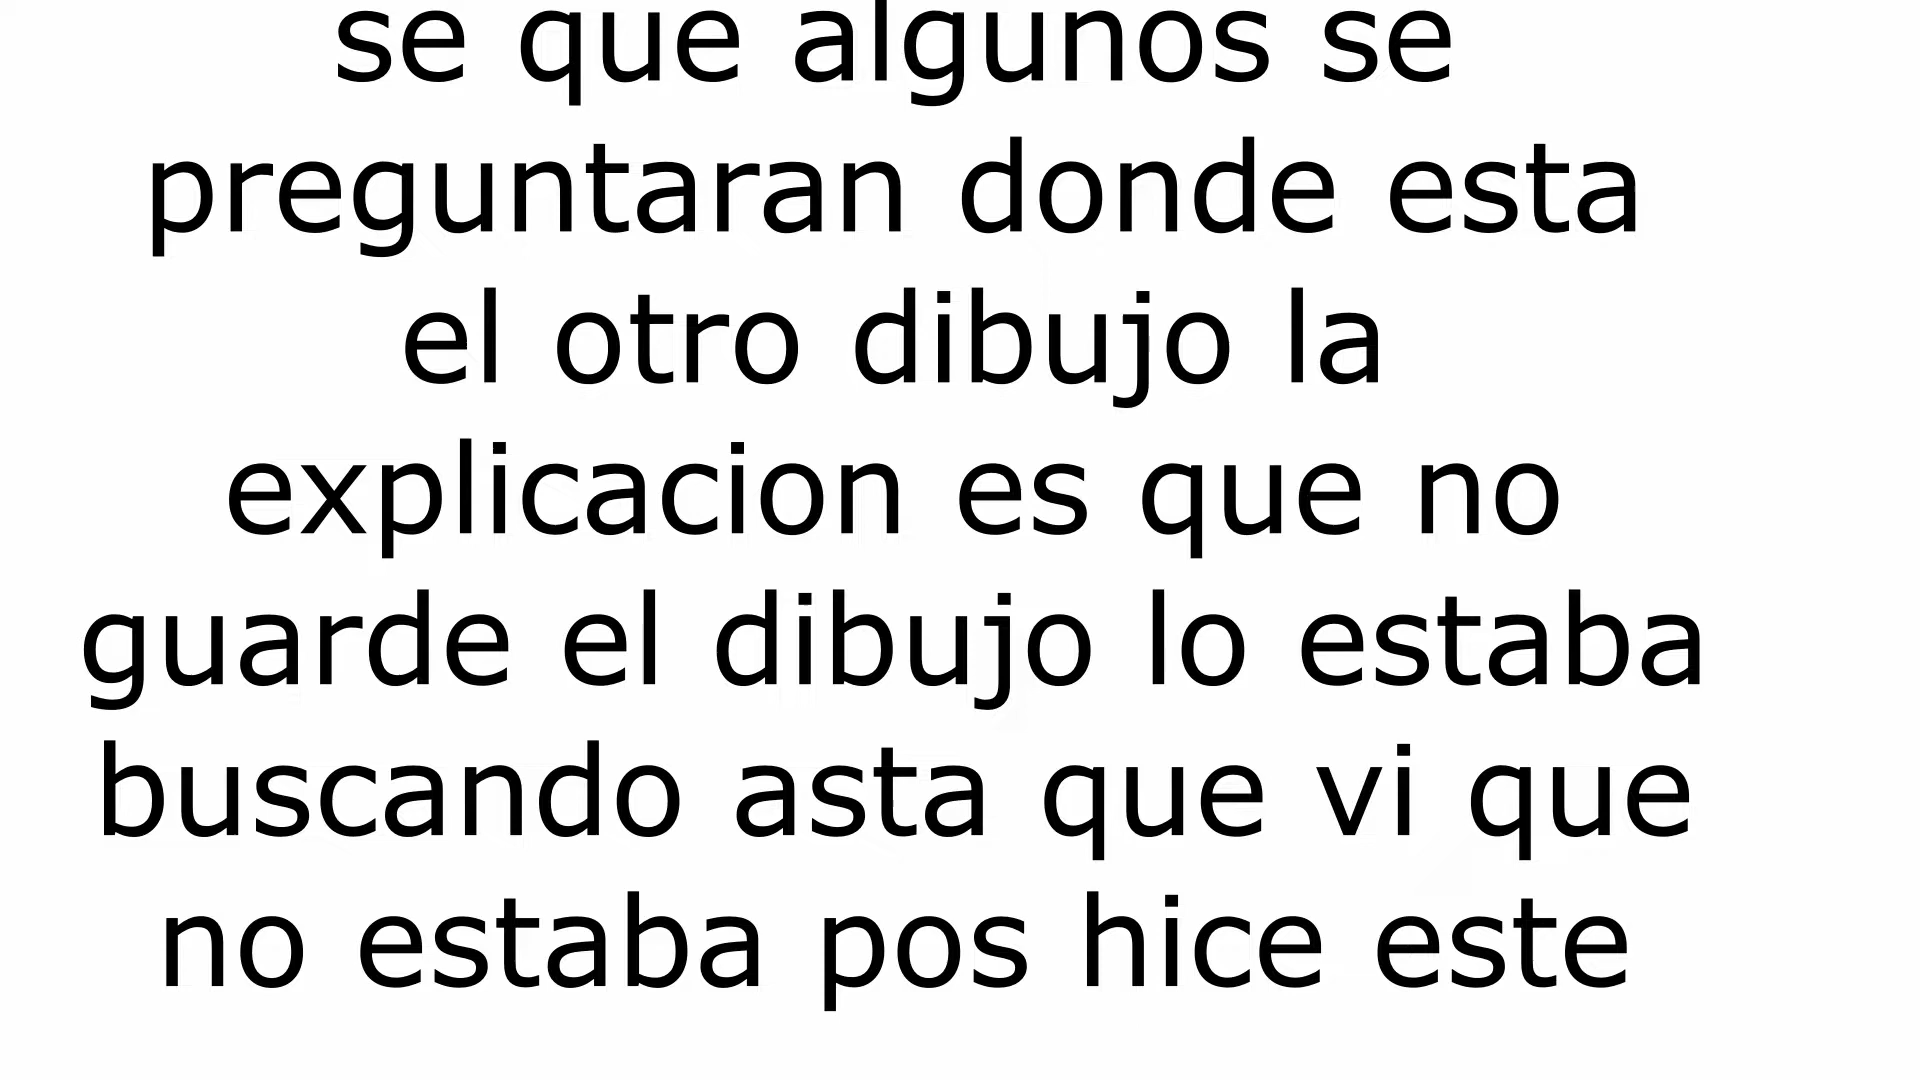 se que algunos se
preguntaran donde esta
el otro dibujo la
explicacion es que no
guarde el dibujo lo estaba
buscando asta que vi que
no estaba pos hice este